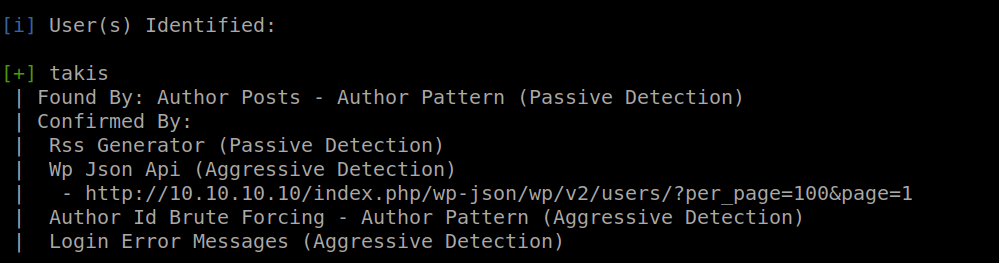 [i] User(s) Identified:
[+] takis
| Found By: Author Posts - Author Pattern (Passive Detection)
| Confirmed By:
| Rss Generator (Passive Detection)
| Wp Json Api (Aggressive Detection)
| - http://10.10.10.10/index.php/wp-json/wp/v2/users/?per_page=100&page=1
| Author Id Brute Forcing - Author Pattern (Aggressive Detection)
| Login Error Messages (Aggressive Detection)